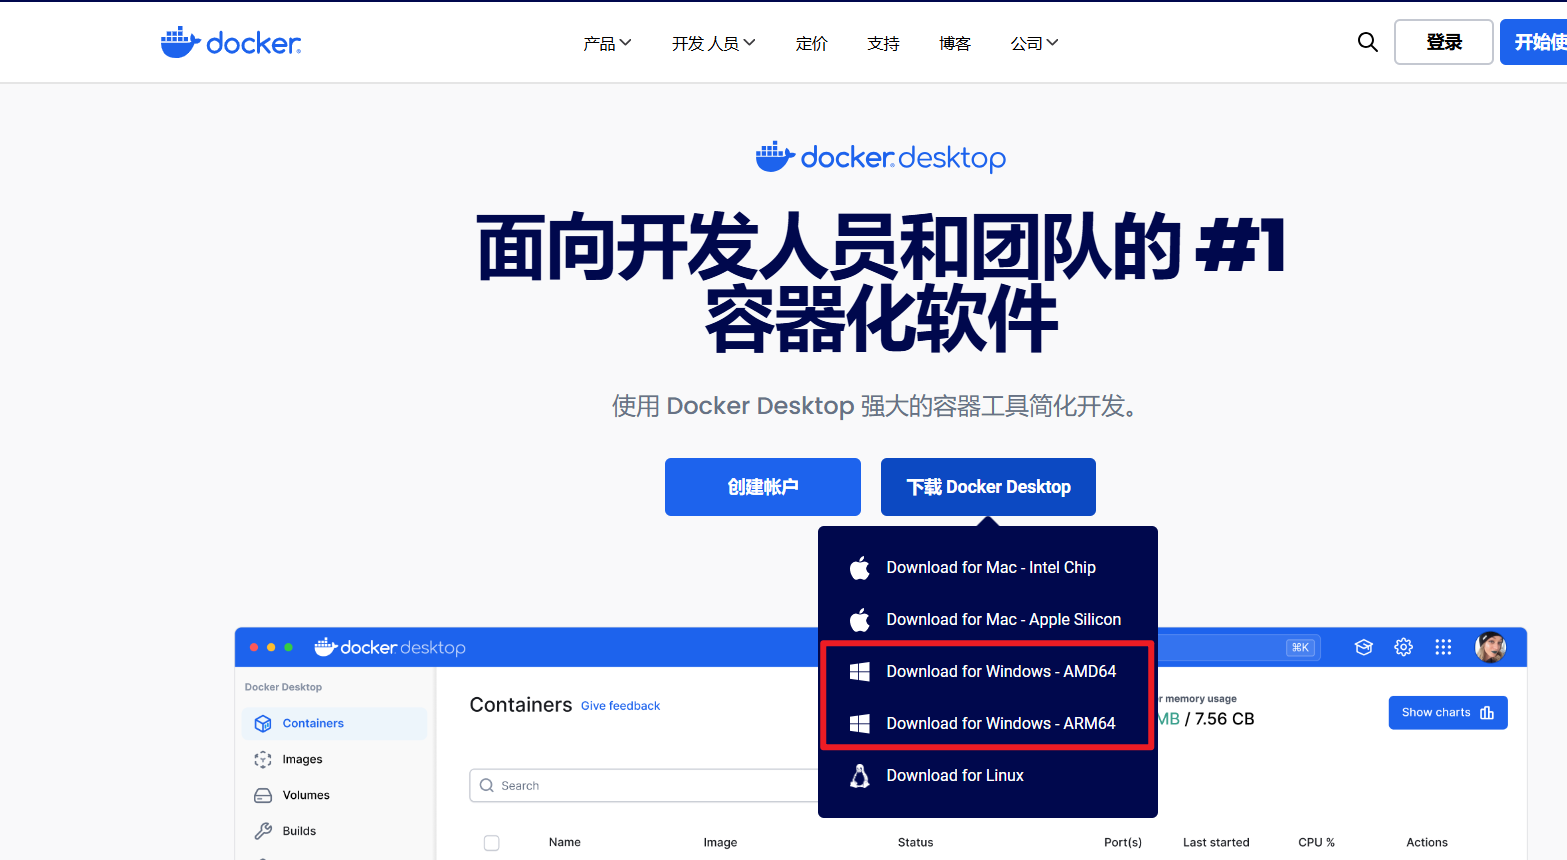 docker
产品
开发人员
定价
支持
博客
公司
登录
开始使
docker desktop
面向开发人员和团队的 #1
容器化软件
使用 Docker Desktop 强大的容器工具简化开发。
创建帐户
下载 Docker Desktop
Download for Mac - Intel Chip
Download for Mac - Apple Silicon
Download for Windows - AMD64
Download for Windows - ARM64
Download for Linux
docker desktop
⌘K
Docker Desktop
Containers
Images
Volumes
Builds
Containers Give feedback
r memory usage
MB / 7.56 CB
Show charts
Search
Name Image Status Port(s) Last started CPU % Actions